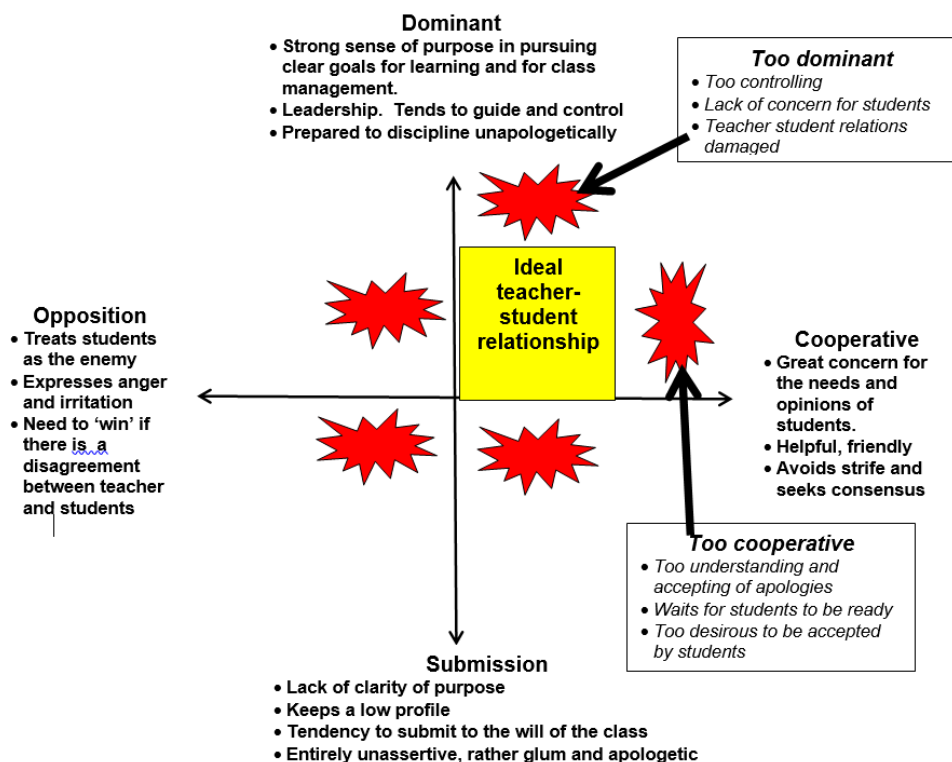 Dominant
• Strong sense of purpose in pursuing
clear goals for learning and for class
management.
• Leadership.  Tends to guide and control
• Prepared to discipline unapologetically
Too dominant
• Too controlling
• Lack of concern for students
• Teacher student relations
damaged
Ideal
teacher-
student
relationship
Opposition
• Treats students
as the enemy
• Expresses anger
and irritation
• Need to ‘win’ if
there is  a
disagreement
between teacher
and students
Cooperative
• Great concern for
the needs and
opinions of
students.
• Helpful, friendly
• Avoids strife and
seeks consensus
Too cooperative
• Too understanding and
accepting of apologies
• Waits for students to be ready
• Too desirous to be accepted
by students
Submission
• Lack of clarity of purpose
• Keeps a low profile
• Tendency to submit to the will of the class
• Entirely unassertive, rather glum and apologetic